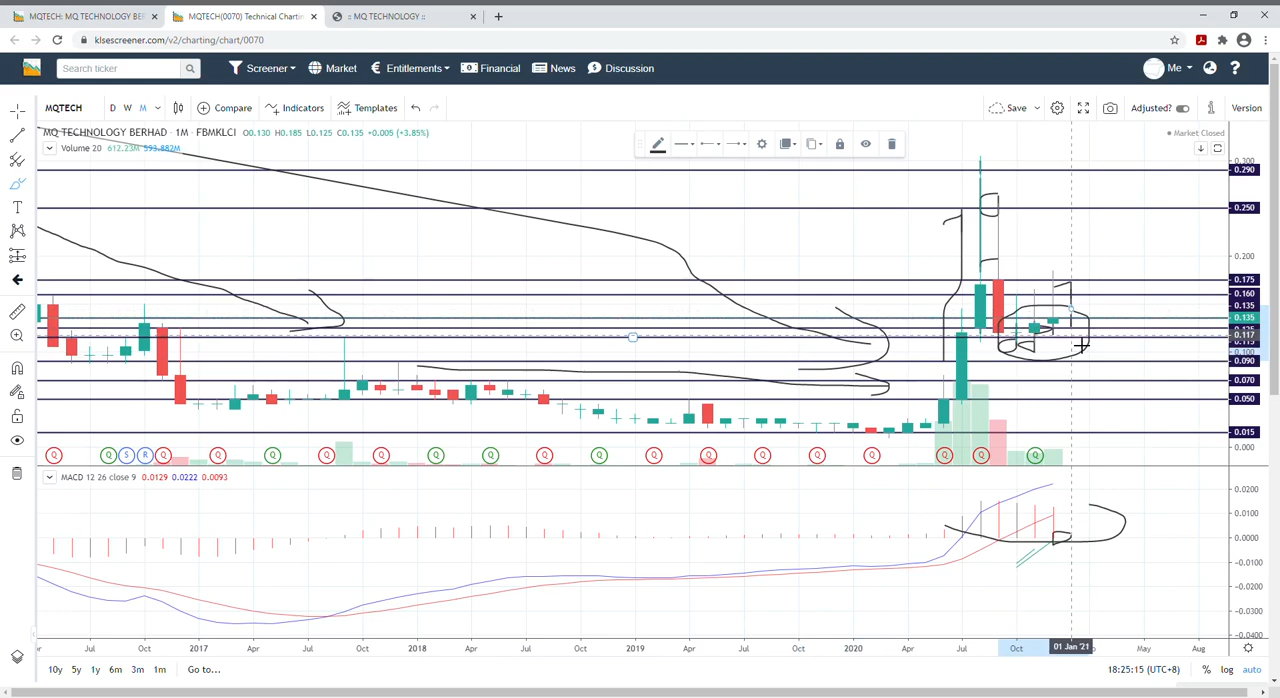 MQTECH: MQ TECHNOLOGY BER
MQTECH(0070) Technical Chartin
:: MQ TECHNOLOGY ::
klsescreener.com/v2/charting/chart/0070
Search ticker
Screener
Market
Entitlements
Financial
News
Discussion
Me
MQTECH
D W M
Compare
Indicators
Templates
Save
Adjusted?
Version
MQ TECHNOLOGY BERHAD · 1M · FBMKLCI O0.130 H0.185 L0.125 C0.135 +0.005 (+3.85%)
Market Closed
Volume 20 612.23M 593.882M
0.290
0.250
0.200
0.175
0.160
0.135
0.135
0.117
0.100
0.090
0.070
0.050
0.015
0.000
Q Q S R Q Q Q Q Q Q Q Q Q Q Q Q Q Q Q Q
MACD 12 26 close 9 0.0129 0.0222 0.0093
0.0200
0.0100
0.0000
-0.0100
-0.0200
-0.0300
-0.0400
Jul Oct 2017 Apr Jul Oct 2018 Apr Jul Oct 2019 Apr Jul Oct 2020 Apr Jul Oct 01 Jan '21 May Aug
10y 5y 1y 6m 3m 1m Go to...
18:25:15 (UTC+8) % log auto